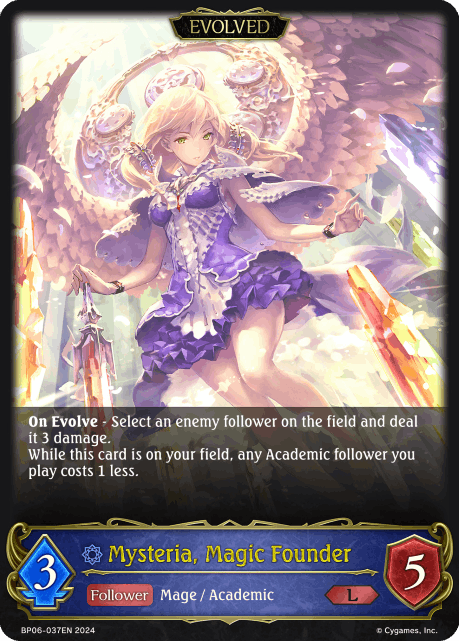 EVOLVED
On Evolve - Select an enemy follower on the field and deal
it 3 damage.
While this card is on your field, any Academic follower you
play costs 1 less.
3
Mysteria, Magic Founder
5
Follower Mage / Academic L
BP06-037EN 2024 © Cygames, Inc.